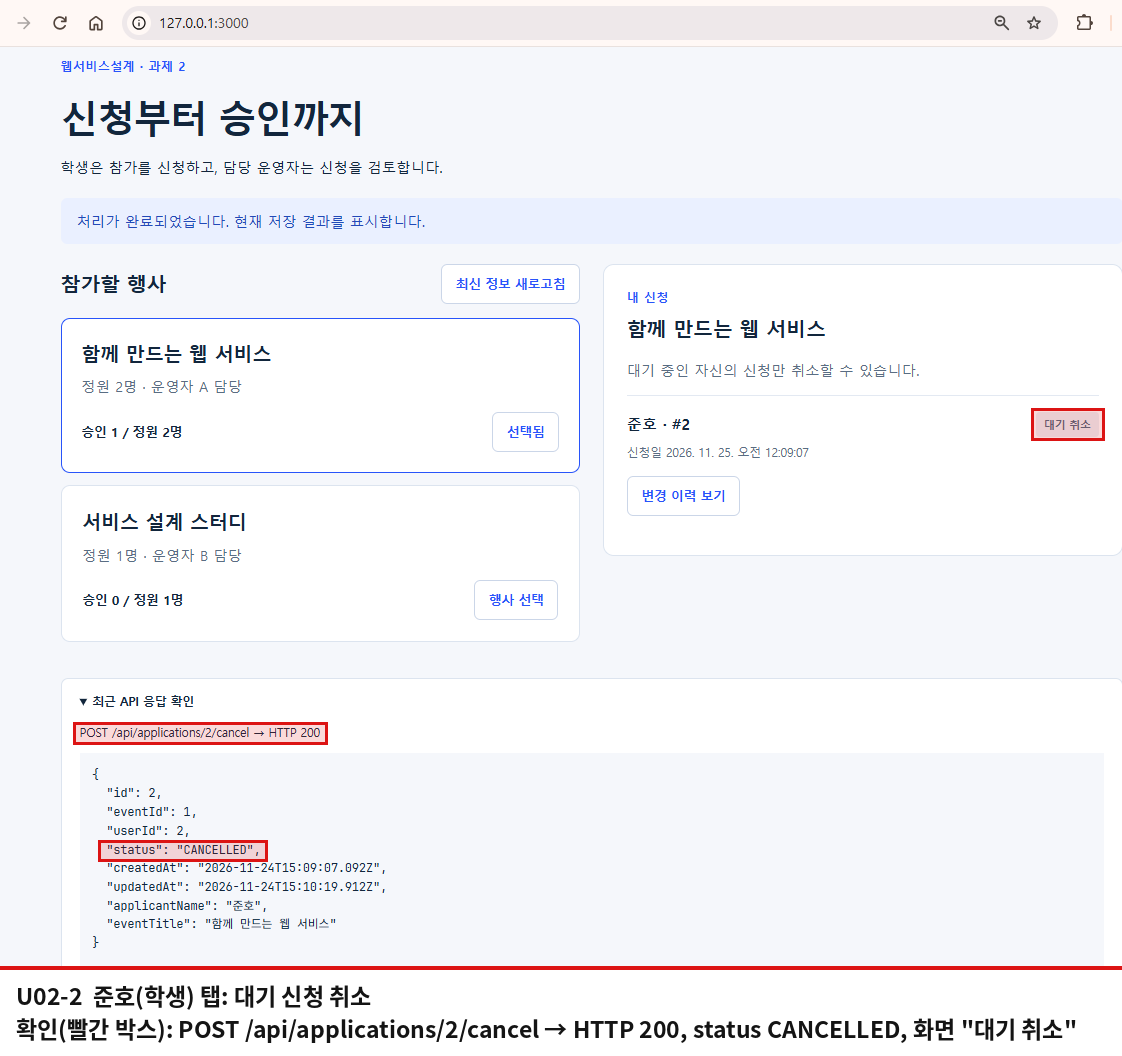 127.0.0.1:3000
웹서비스설계 · 과제 2
신청부터 승인까지
학생은 참가를 신청하고, 담당 운영자는 신청을 검토합니다.
처리가 완료되었습니다. 현재 저장 결과를 표시합니다.
참가할 행사
최신 정보 새로고침
함께 만드는 웹 서비스
정원 2명 · 운영자 A 담당
승인 1 / 정원 2명
선택됨
서비스 설계 스터디
정원 1명 · 운영자 B 담당
승인 0 / 정원 1명
행사 선택
내 신청
함께 만드는 웹 서비스
대기 중인 자신의 신청만 취소할 수 있습니다.
준호 · #2
대기 취소
신청일 2026. 11. 25. 오전 12:09:07
변경 이력 보기
▼ 최근 API 응답 확인
POST /api/applications/2/cancel → HTTP 200
{
"id": 2,
"eventId": 1,
"userId": 2,
"status": "CANCELLED",
"createdAt": "2026-11-24T15:09:07.092Z",
"updatedAt": "2026-11-24T15:10:19.912Z",
"applicantName": "준호",
"eventTitle": "함께 만드는 웹 서비스"
}
U02-2 준호(학생) 탭: 대기 신청 취소
확인(빨간 박스): POST /api/applications/2/cancel → HTTP 200, status CANCELLED, 화면 "대기 취소"